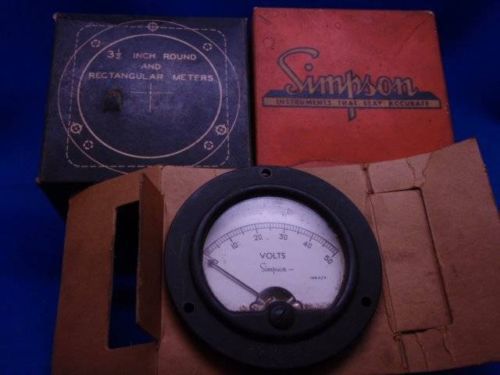 3½ INCH ROUND
AND
RECTANGULAR METERS
Simpson
INSTRUMENTS THAT STAY ACCURATE
10 20 30 40 50
VOLTS
Simpson